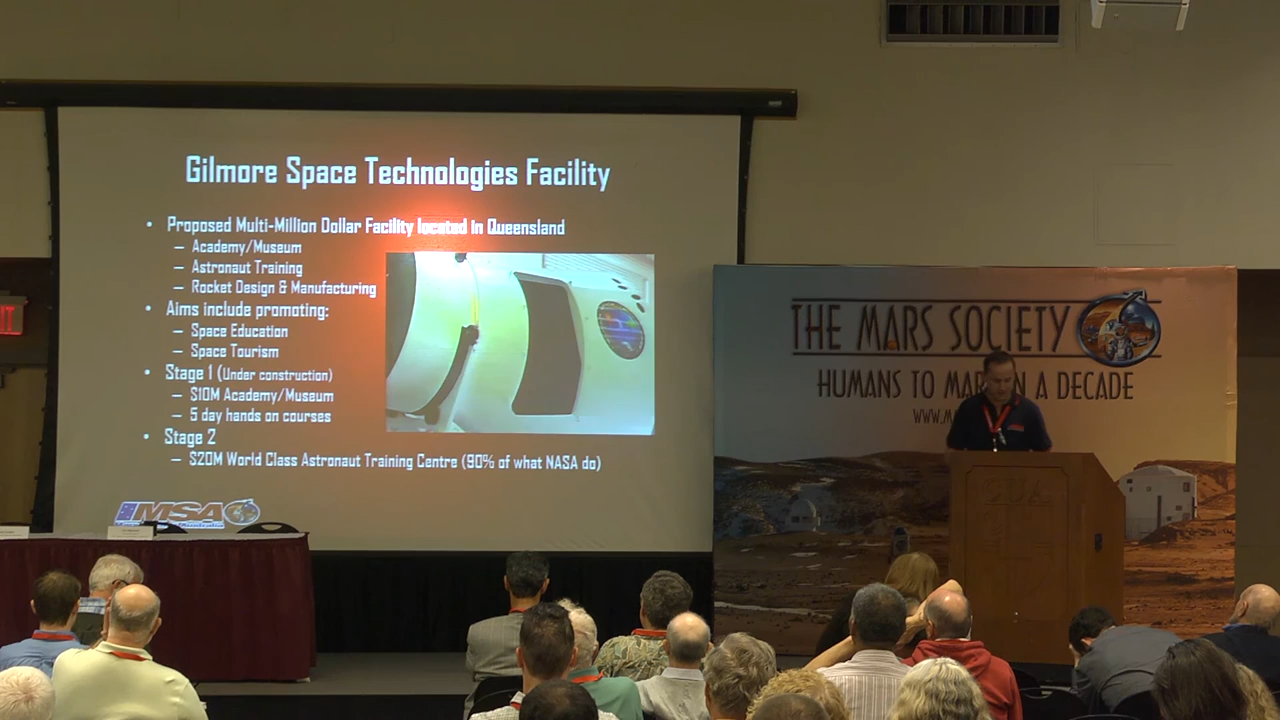 Gilmore Space Technologies Facility
• Proposed Multi-Million Dollar Facility located in Queensland
– Academy/Museum
– Astronaut Training
– Rocket Design & Manufacturing
• Aims include promoting:
– Space Education
– Space Tourism
• Stage 1 (Under construction)
– $10M Academy/Museum
– 5 day hands on courses
• Stage 2
– $20M World Class Astronaut Training Centre (90% of what NASA do)
MSA
THE MARS SOCIETY
HUMANS TO MARS IN A DECADE
WWW.M